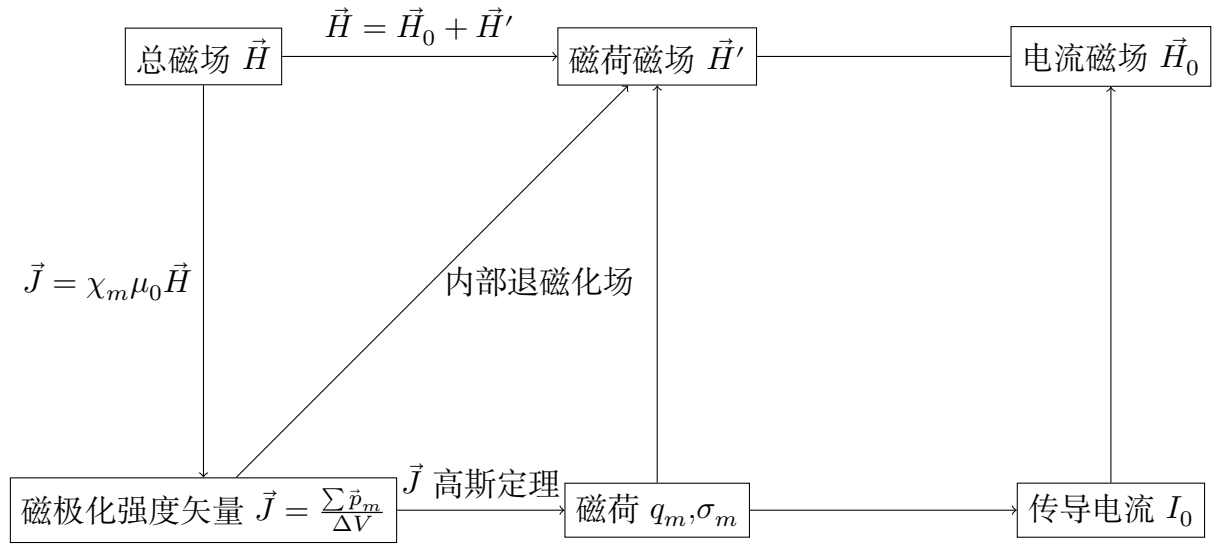 $\vec{H} = \vec{H}_0 + \vec{H}'$
总磁场 $\vec{H}$
磁荷磁场 $\vec{H}'$
电流磁场 $\vec{H}_0$
$\vec{J} = \chi_m \mu_0 \vec{H}$
内部退磁化场
磁极化强度矢量 $\vec{J} = \frac{\sum \vec{p}_m}{\Delta V}$
$\vec{J}$ 高斯定理
磁荷 $q_m$,$\sigma_m$
传导电流 $I_0$